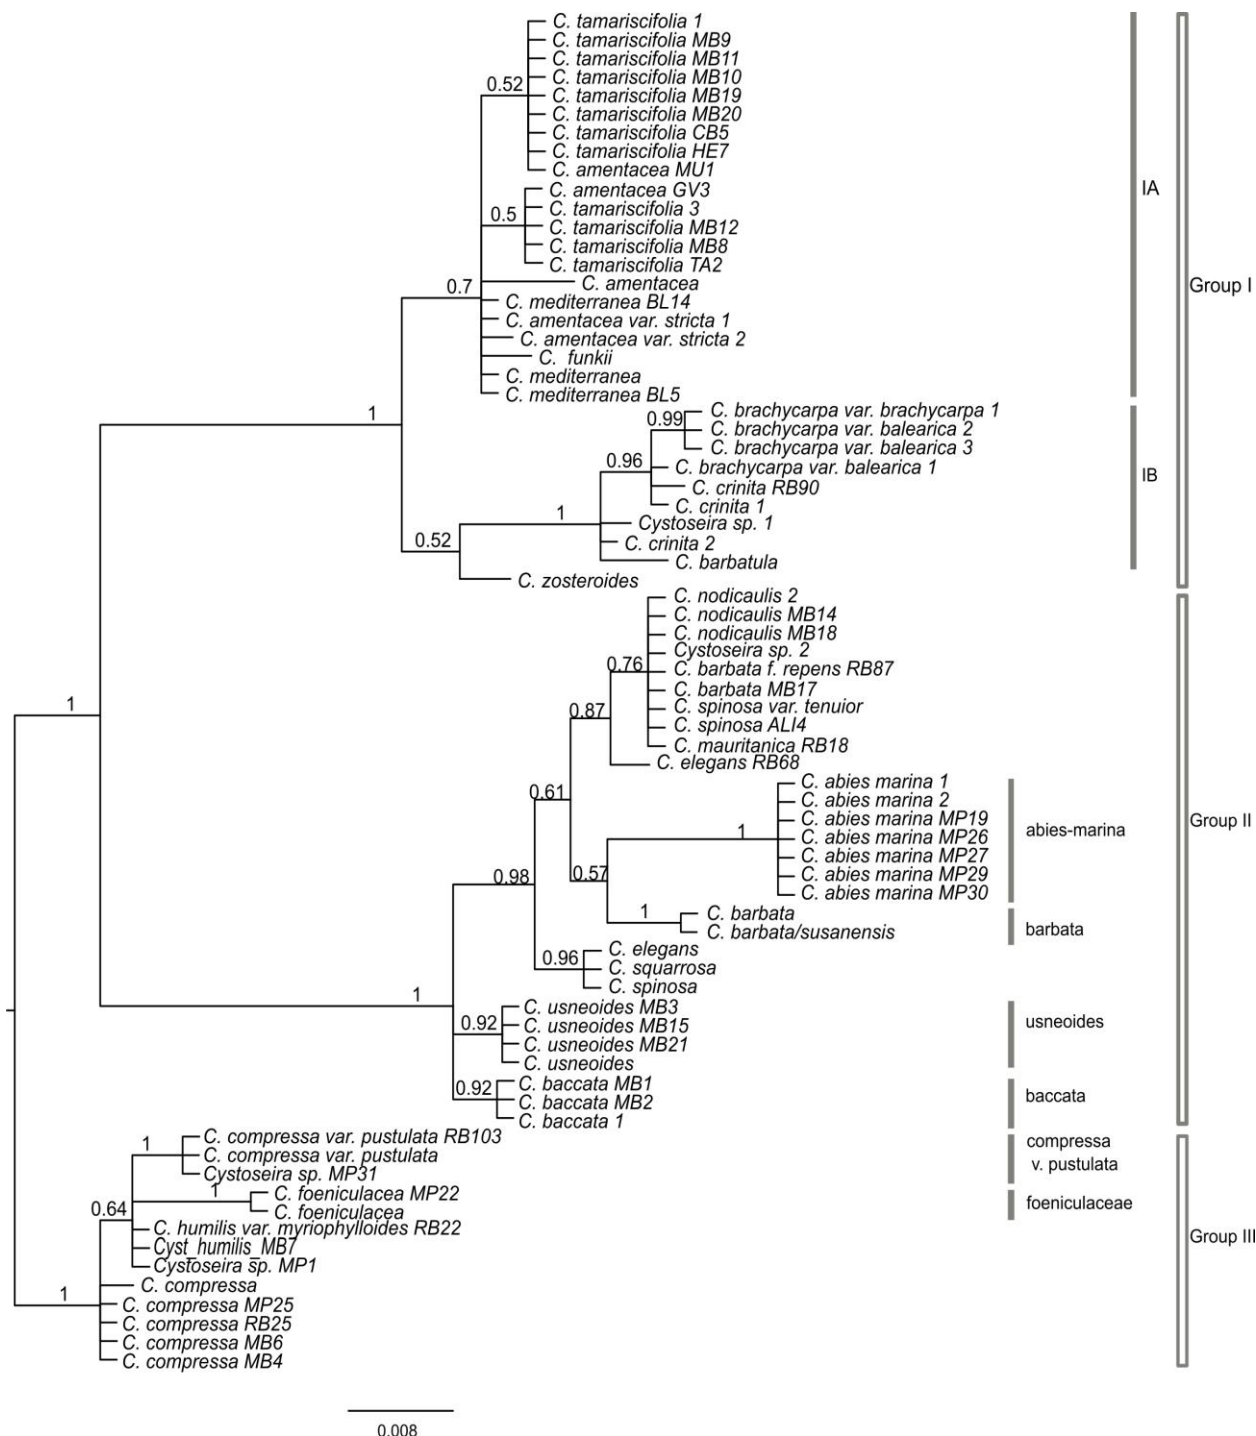 C. tamariscifolia 1
C. tamariscifolia MB9
C. tamariscifolia MB11
C. tamariscifolia MB10
0.52
C. tamariscifolia MB19
C. tamariscifolia MB20
C. tamariscifolia CB5
C. tamariscifolia HE7
C. amentacea MU1
C. amentacea GV3
IA
C. tamariscifolia 3
0.5
C. tamariscifolia MB12
C. tamariscifolia MB8
C. tamariscifolia TA2
C. amentacea
Group I
0.7
C. mediterranea BL14
C. amentacea var. stricta 1
C. amentacea var. stricta 2
C. funkii
C. mediterranea
C. mediterranea BL5
1
C. brachycarpa var. brachycarpa 1
0.99
C. brachycarpa var. balearica 2
C. brachycarpa var. balearica 3
0.96
C. brachycarpa var. balearica 1
IB
C. crinita RB90
C. crinita 1
1
Cystoseira sp. 1
0.52
C. crinita 2
C. barbatula
C. zosteroides
C. nodicaulis 2
C. nodicaulis MB14
C. nodicaulis MB18
Cystoseira sp. 2
0.76
C. barbata f. repens RB87
C. barbata MB17
1
0.87
C. spinosa var. tenuior
C. spinosa ALI4
C. mauritanica RB18
C. elegans RB68
C. abies marina 1
0.61
C. abies marina 2
C. abies marina MP19
Group II
1
C. abies marina MP26
abies-marina
C. abies marina MP27
0.98
0.57
C. abies marina MP29
C. abies marina MP30
1
C. barbata
C. barbata/susanensis
barbata
C. elegans
0.96
C. squarrosa
C. spinosa
1
C. usneoides MB3
0.92
C. usneoides MB15
usneoides
C. usneoides MB21
C. usneoides
C. baccata MB1
0.92
C. baccata MB2
baccata
C. baccata 1
C. compressa var. pustulata RB103
compressa
1
C. compressa var. pustulata
v. pustulata
Cystoseira sp. MP31
1
C. foeniculacea MP22
foeniculaceae
0.64
C. foeniculacea
C. humilis var. myriophylloides RB22
Group III
Cyst_humilis_MB7
Cystoseira sp. MP1
C. compressa
1
C. compressa MP25
C. compressa RB25
C. compressa MB6
C. compressa MB4
0.008